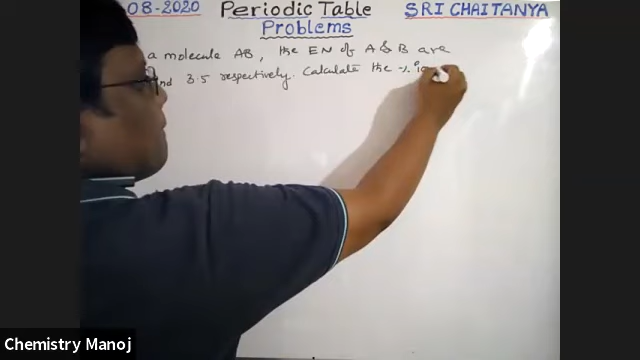 08-2020 Periodic Table SRI CHAITANYA
Problems
a molecule AB, the EN of A & B are
nd 3.5 respectively. Calculate the % io
Chemistry Manoj